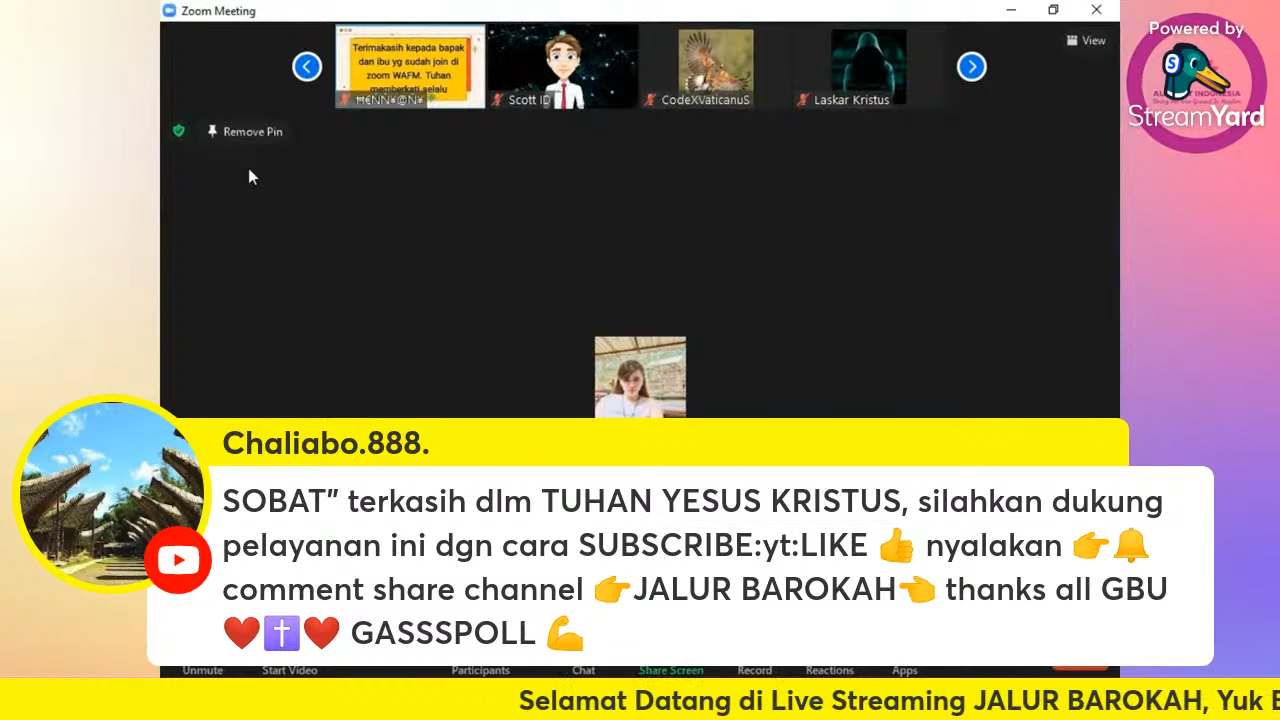 Zoom Meeting
Powered by
StreamYard
View
Terimakasih kepada bapak
dan ibu yg sudah join di
zoom WAFM. Tuhan
memberkati selalu
Scott ID
CodeXVaticanuS
Laskar Kristus
Remove Pin
Chaliabo.888.
SOBAT” terkasih dlm TUHAN YESUS KRISTUS, silahkan dukung
pelayanan ini dgn cara SUBSCRIBE:yt:LIKE 👍 nyalakan 👉🔔
comment share channel 👉JALUR BAROKAH👈 thanks all GBU
❤️✝️❤️ GASSSPOLL 💪
Unmute Start Video Participants Chat Share Screen Record Reactions Apps
Selamat Datang di Live Streaming JALUR BAROKAH, Yuk